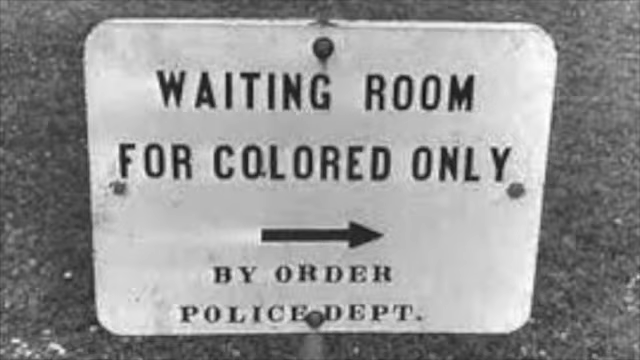 WAITING ROOM
FOR COLORED ONLY
BY ORDER
POLICE DEPT.